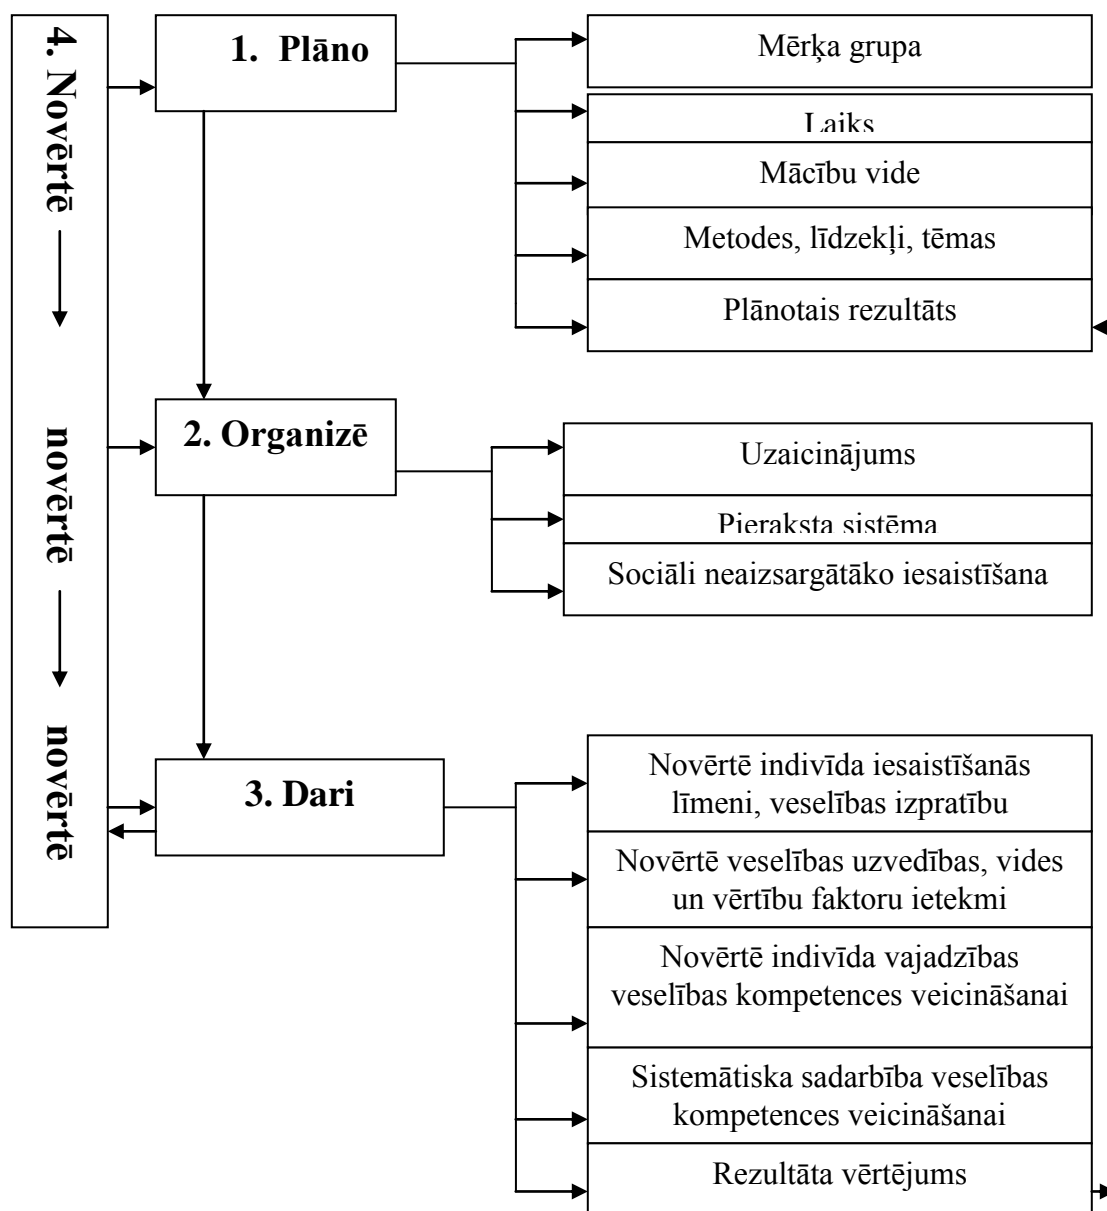 4. Novērtē
novērtē
novērtē
1. Plāno
Mērķa grupa
Laiks
Mācību vide
Metodes, līdzekļi, tēmas
Plānotais rezultāts
2. Organizē
Uzaicinājums
Pieraksta sistēma
Sociāli neaizsargātāko iesaistīšana
3. Dari
Novērtē indivīda iesaistīšanās
līmeni, veselības izpratību
Novērtē veselības uzvedības, vides
un vērtību faktoru ietekmi
Novērtē indivīda vajadzības
veselības kompetences veicināšanai
Sistemātiska sadarbība veselības
kompetences veicināšanai
Rezultāta vērtējums